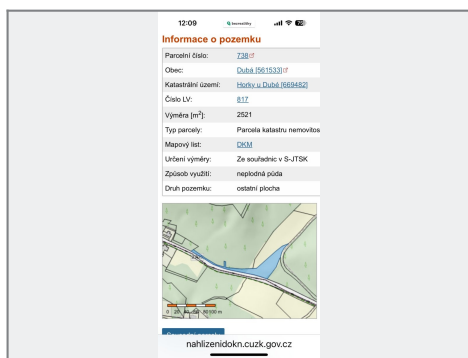 12:09
Informace o pozemku
Parcelní číslo: 738
Obec: Dubá [561533]
Katastrální území: Horky u Dubé [669482]
Číslo LV: 817
Výměra [m2]: 2521
Typ parcely: Parcela katastru nemovitos
Mapový list: DKM
Určení výměry: Ze souřadnic v S-JTSK
Způsob využití: neplodná půda
Druh pozemku: ostatní plocha
nahlizenidokn.cuzk.gov.cz